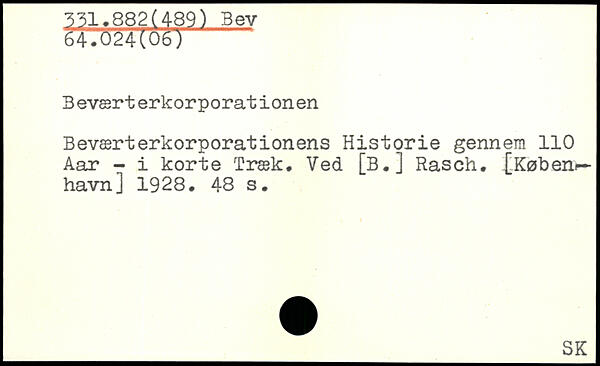 331.882(489) Bev
64.024(06)
Beværterkorporationen
Beværterkorporationens Historie gennem 110
Aar - i korte Træk. Ved [B.] Rasch. [Køben-
havn] 1928. 48 s.
SK